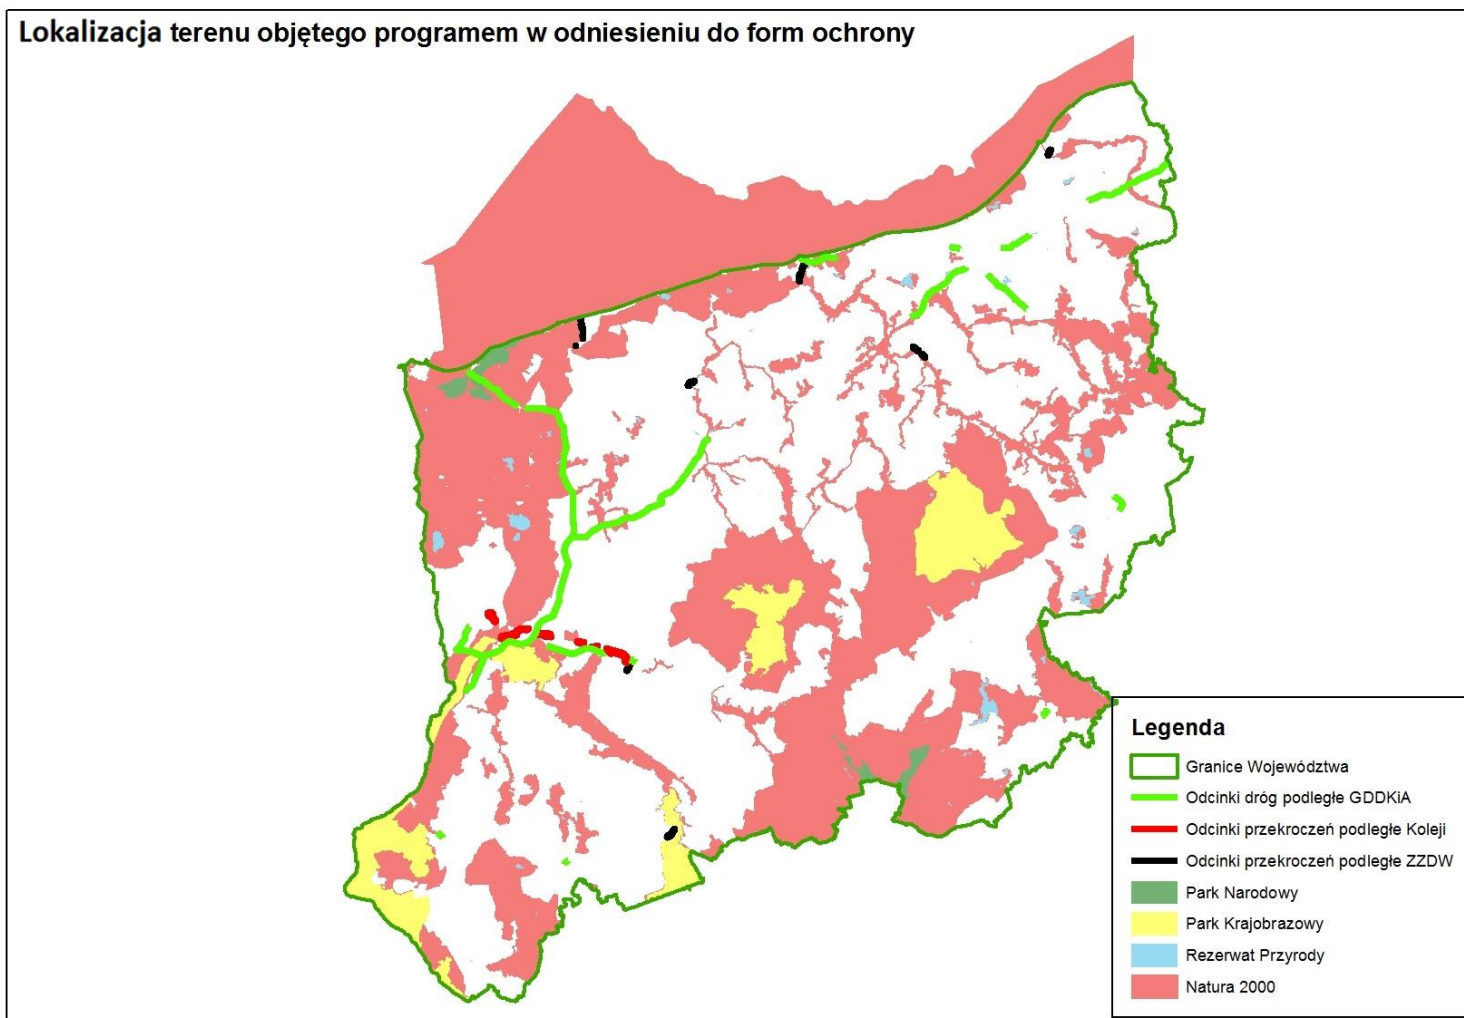 Lokalizacja terenu objętego programem w odniesieniu do form ochrony
Legenda
Granice Województwa
Odcinki dróg podległe GDDKiA
Odcinki przekroczeń podległe Koleji
Odcinki przekroczeń podległe ZZDW
Park Narodowy
Park Krajobrazowy
Rezerwat Przyrody
Natura 2000